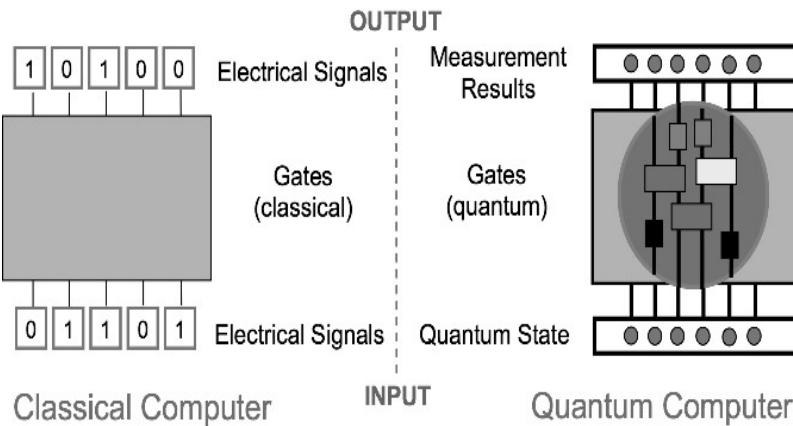 OUTPUT
1 0 1 0 0
Electrical Signals
Measurement
Results
Gates
(classical)
Gates
(quantum)
0 1 1 0 1
Electrical Signals
Quantum State
INPUT
Classical Computer
Quantum Computer